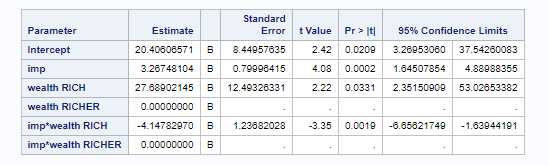 Parameter Estimate Standard Error t Value Pr > |t| 95% Confidence Limits
Intercept 20.40606571 B 8.44957635 2.42 0.0209 3.26953060 37.54260083
imp 3.26748104 B 0.79996415 4.08 0.0002 1.64507854 4.88988355
wealth RICH 27.68902145 B 12.49326331 2.22 0.0331 2.35150909 53.02653382
wealth RICHER 0.00000000 B . . . . .
imp*wealth RICH -4.14782970 B 1.23682028 -3.35 0.0019 -6.65621749 -1.63944191
imp*wealth RICHER 0.00000000 B . . . . .